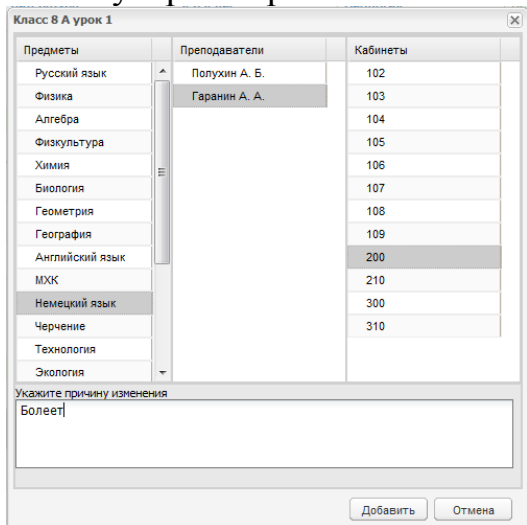 Класс 8 А урок 1
Предметы Преподаватели Кабинеты
Русский язык Полухин А. Б. 102
Физика Гаранин А. А. 103
Алгебра 104
Физкультура 105
Химия 106
Биология 107
Геометрия 108
География 109
Английский язык 200
МХК 210
Немецкий язык 300
Черчение 310
Технология
Экология
Укажите причину изменения
Болеет
Добавить Отмена